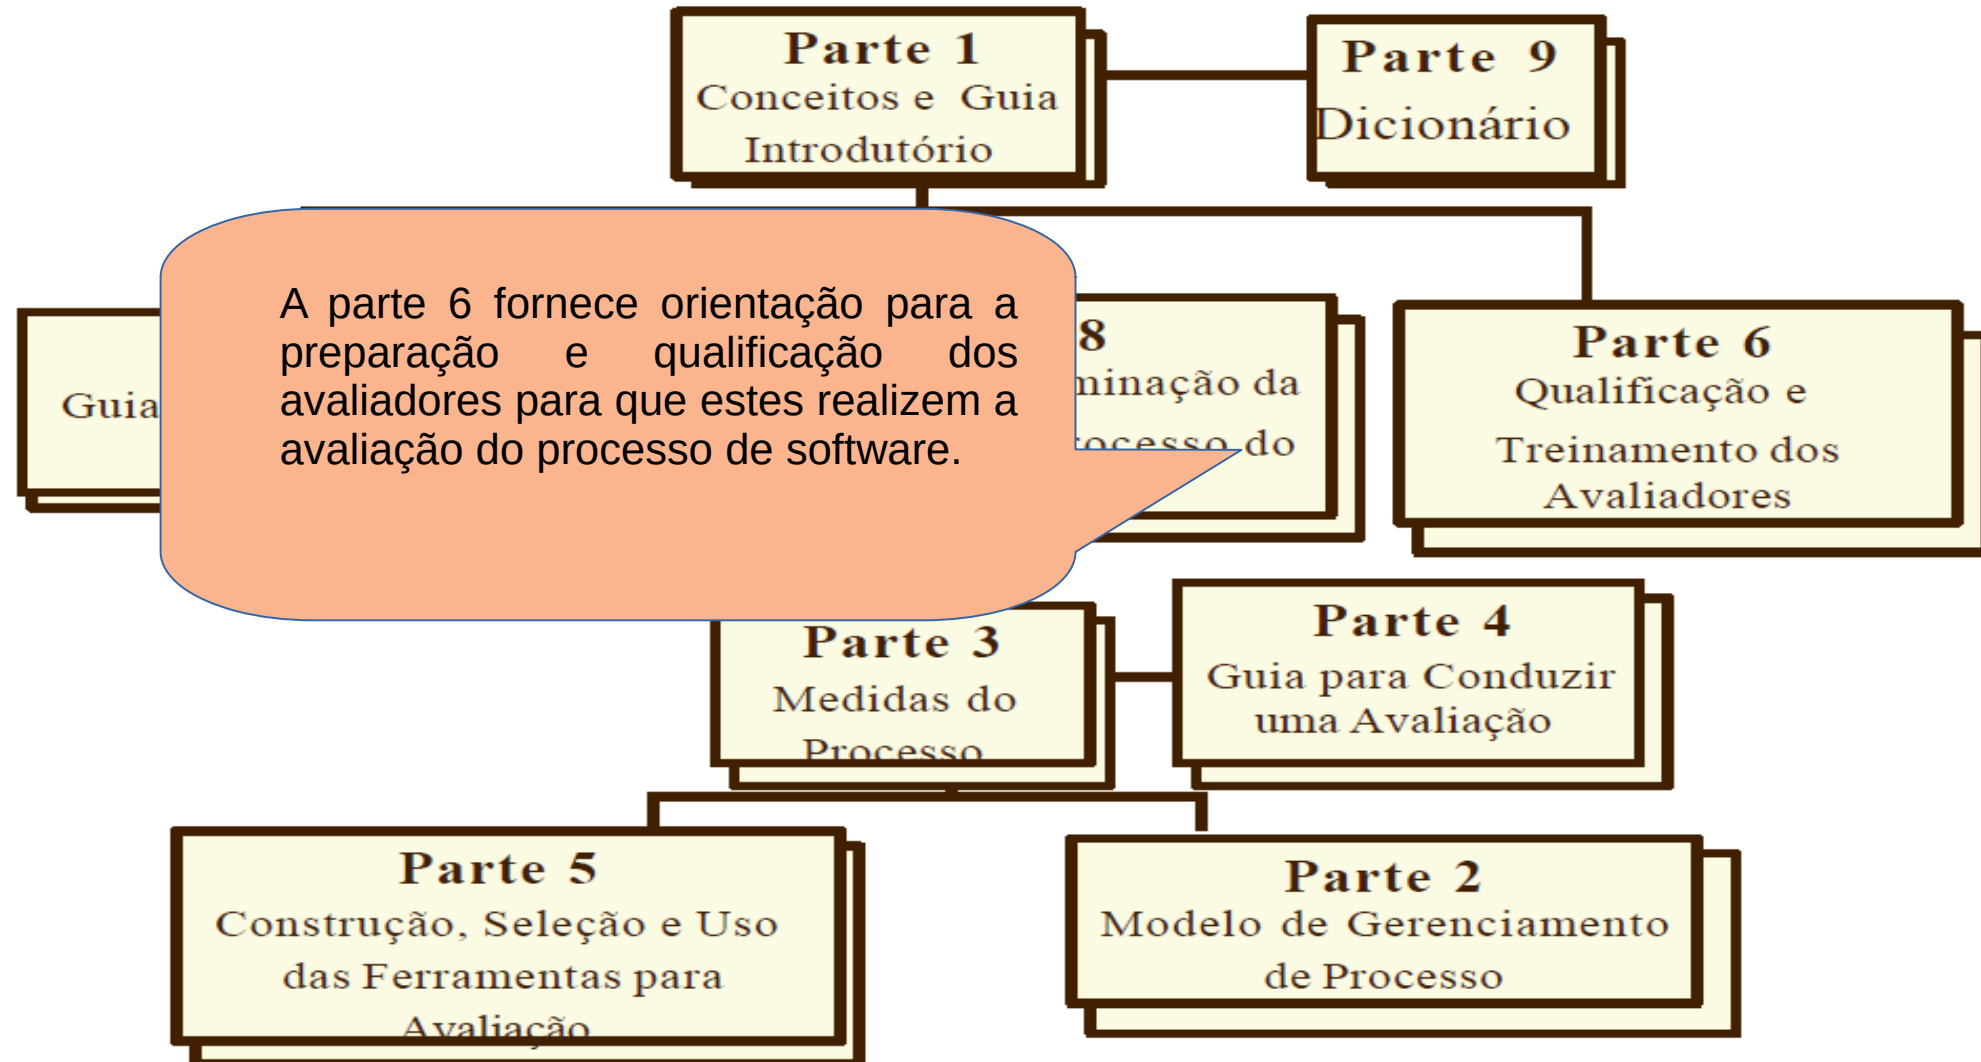 Parte 1
Conceitos e Guia
Introdutório
Parte 9
Dicionário
A parte 6 fornece orientação para a
preparação e qualificação dos
avaliadores para que estes realizem a
avaliação do processo de software.
Guia
8
minação da
ocesso do
Parte 6
Qualificação e
Treinamento dos
Avaliadores
Parte 3
Medidas do
Processo
Parte 4
Guia para Conduzir
uma Avaliação
Parte 5
Construção, Seleção e Uso
das Ferramentas para
Avaliação
Parte 2
Modelo de Gerenciamento
de Processo